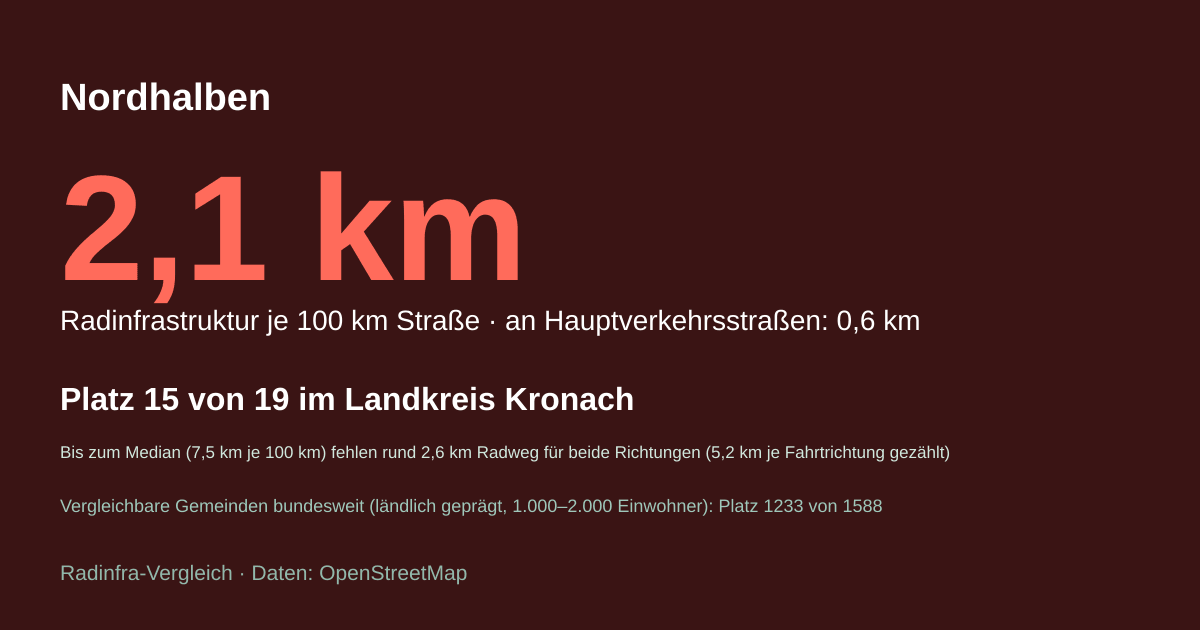 Nordhalben
2,1 km
Radinfrastruktur je 100 km Straße · an Hauptverkehrsstraßen: 0,6 km
Platz 15 von 19 im Landkreis Kronach
Bis zum Median (7,5 km je 100 km) fehlen rund 2,6 km Radweg für beide Richtungen (5,2 km je Fahrtrichtung gezählt)
Vergleichbare Gemeinden bundesweit (ländlich geprägt, 1.000–2.000 Einwohner): Platz 1233 von 1588
Radinfra-Vergleich · Daten: OpenStreetMap